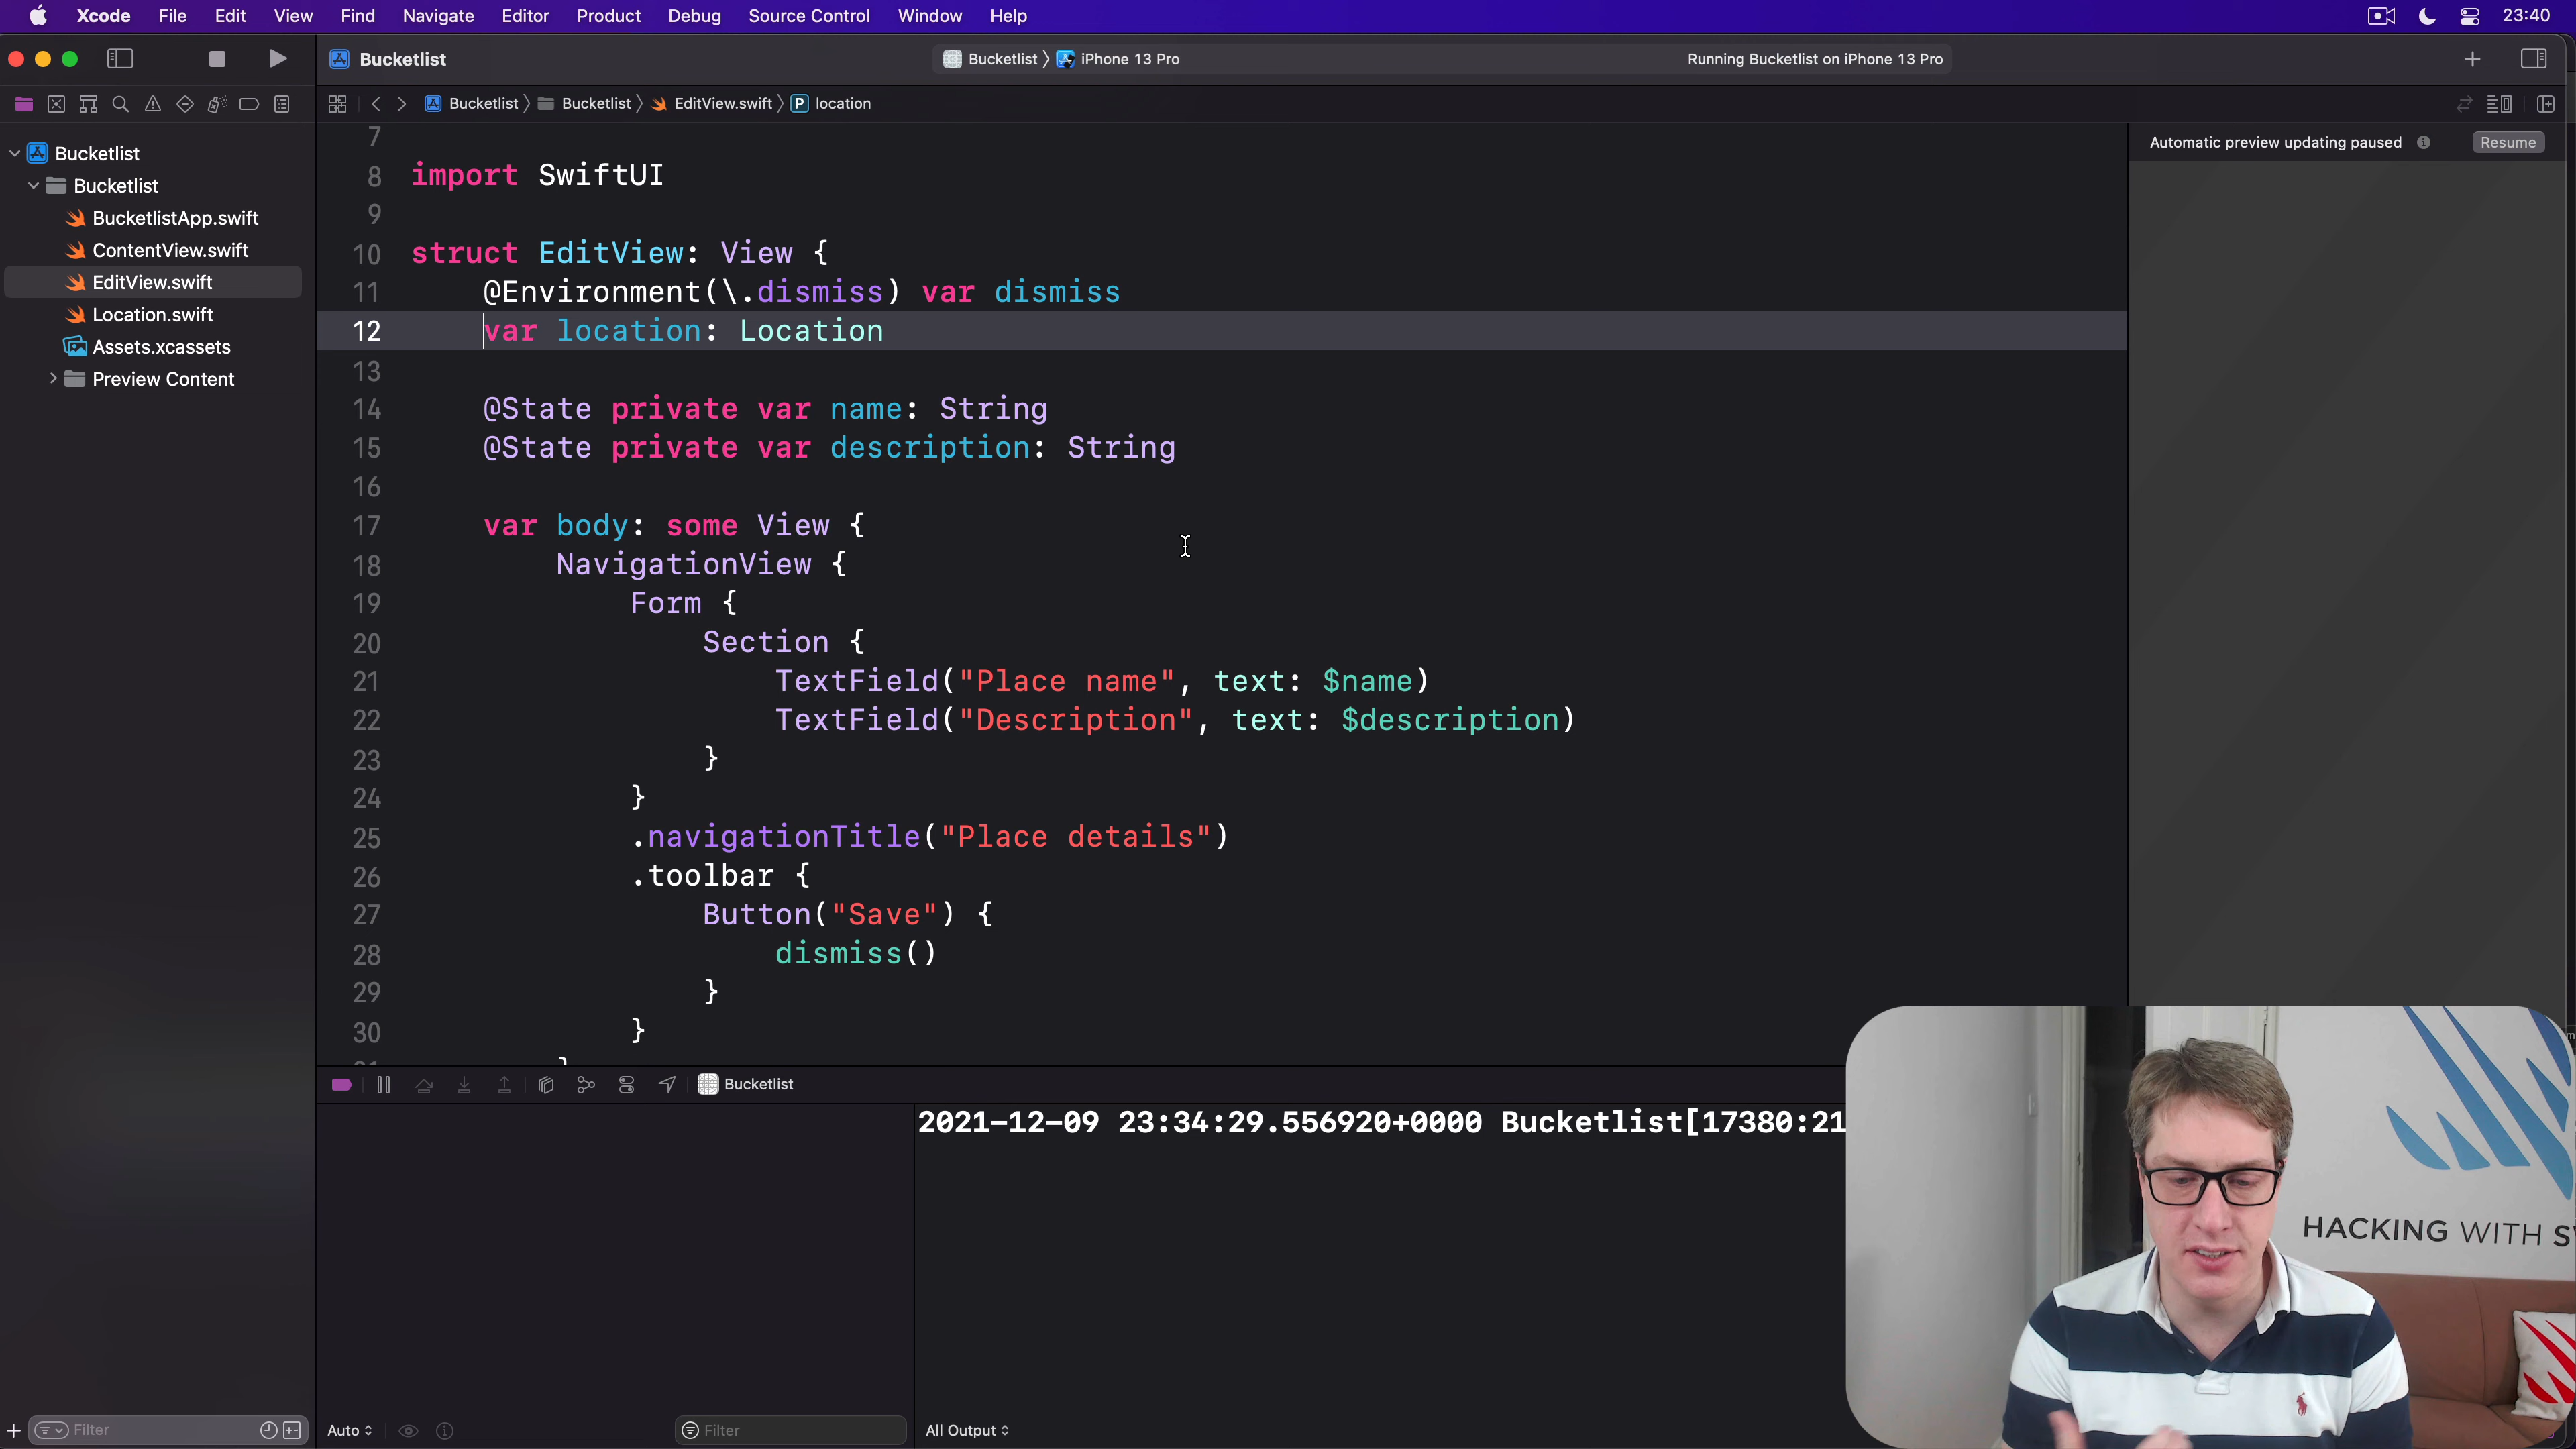 Xcode File Edit View Find Navigate Editor Product Debug Source Control Window Help 23:40
Bucketlist Bucketlist iPhone 13 Pro Running Bucketlist on iPhone 13 Pro
Bucketlist Bucketlist EditView.swift P location
Automatic preview updating paused Resume
Bucketlist
Bucketlist
BucketlistApp.swift
ContentView.swift
EditView.swift
Location.swift
Assets.xcassets
Preview Content
7
8 import SwiftUI
9
10 struct EditView: View {
11 @Environment(\.dismiss) var dismiss
12 var location: Location
13
14 @State private var name: String
15 @State private var description: String
16
17 var body: some View {
18 NavigationView {
19 Form {
20 Section {
21 TextField("Place name", text: $name)
22 TextField("Description", text: $description)
23 }
24 }
25 .navigationTitle("Place details")
26 .toolbar {
27 Button("Save") {
28 dismiss()
29 }
30 }
Bucketlist
2021-12-09 23:34:29.556920+0000 Bucketlist[17380:21
HACKING WITH
Filter
Auto
Filter
All Output